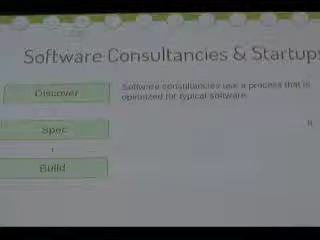 Software Consultancies & Startups
Discover
Software consultancies use a process that is
optimized for typical software.
Spec
Build